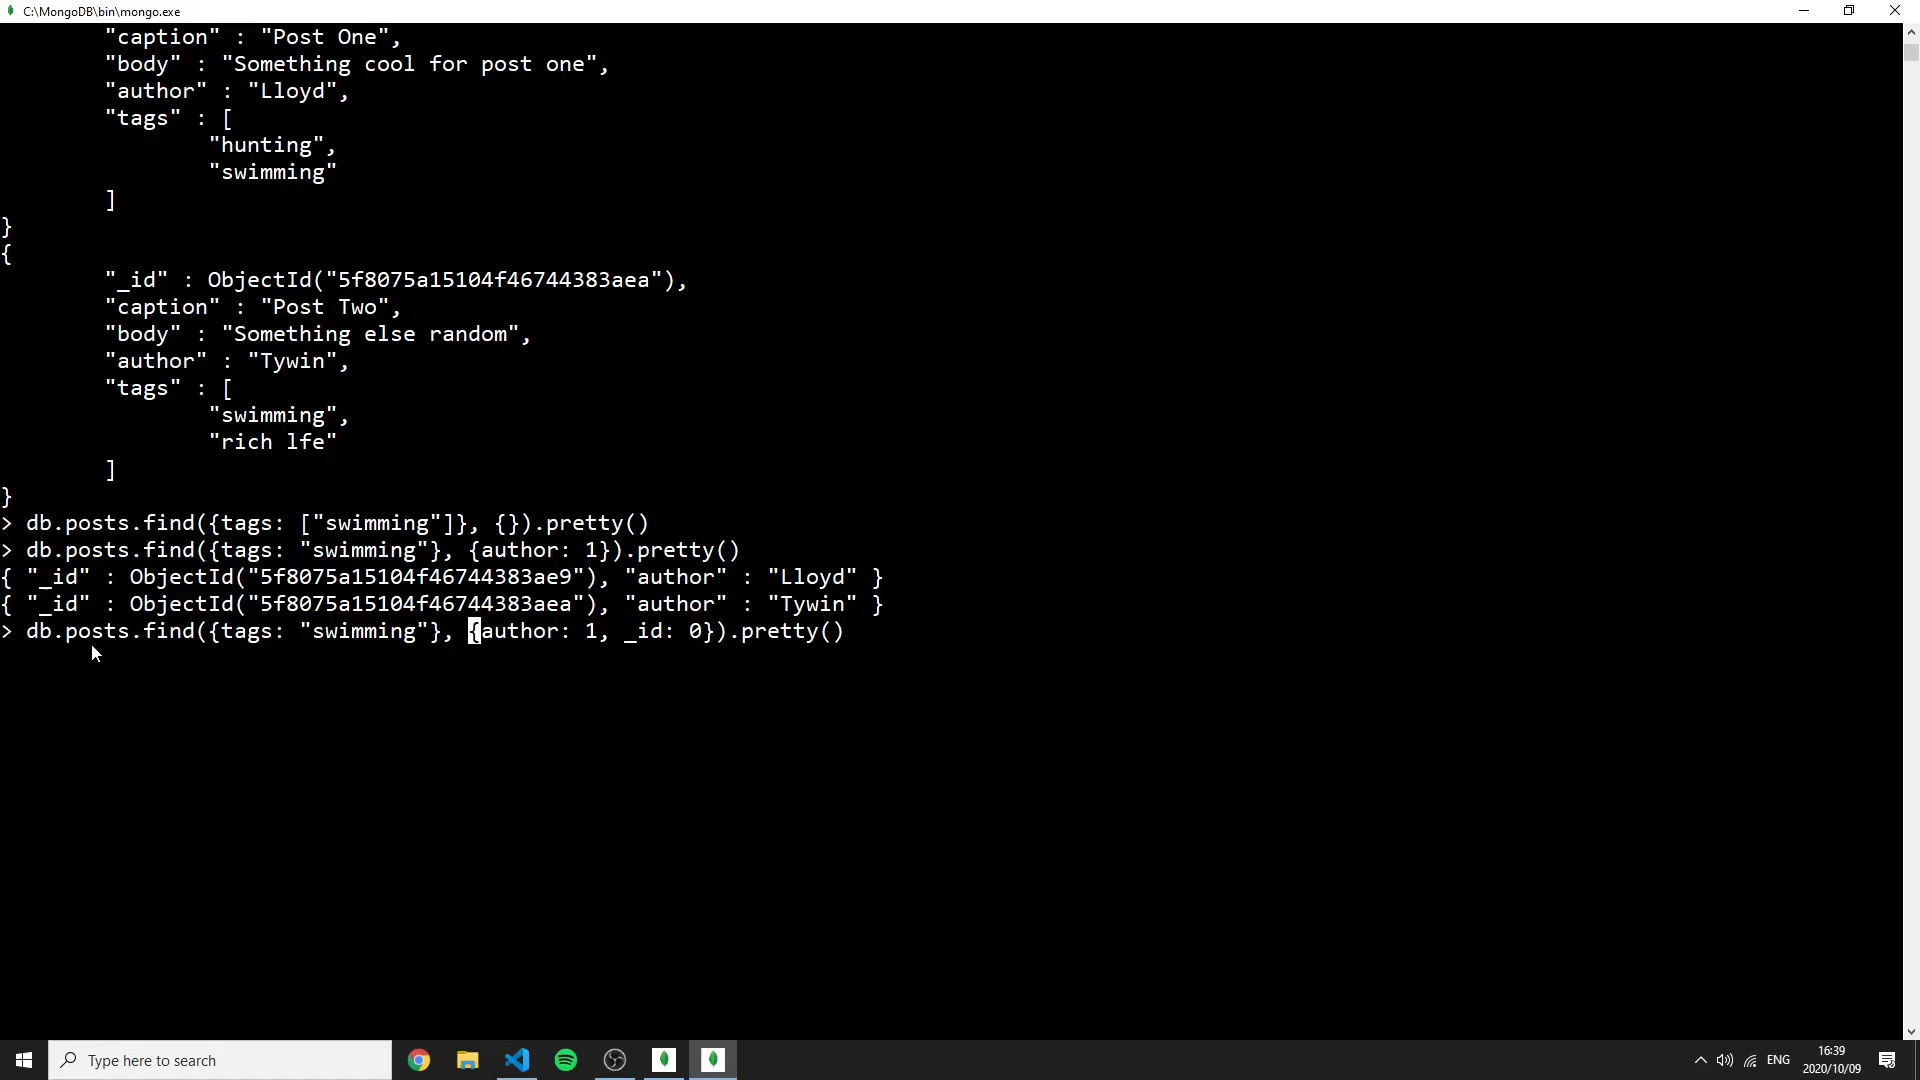 C:\MongoDB\bin\mongo.exe
"caption" : "Post One",
"body" : "Something cool for post one",
"author" : "Lloyd",
"tags" : [
"hunting",
"swimming"
]
}
{
"_id" : ObjectId("5f8075a15104f46744383aea"),
"caption" : "Post Two",
"body" : "Something else random",
"author" : "Tywin",
"tags" : [
"swimming",
"rich lfe"
]
}
> db.posts.find({tags: ["swimming"]}, {}).pretty()
> db.posts.find({tags: "swimming"}, {author: 1}).pretty()
{ "_id" : ObjectId("5f8075a15104f46744383ae9"), "author" : "Lloyd" }
{ "_id" : ObjectId("5f8075a15104f46744383aea"), "author" : "Tywin" }
> db.posts.find({tags: "swimming"}, {author: 1, _id: 0}).pretty()
Type here to search
ENG
16:39
2020/10/09